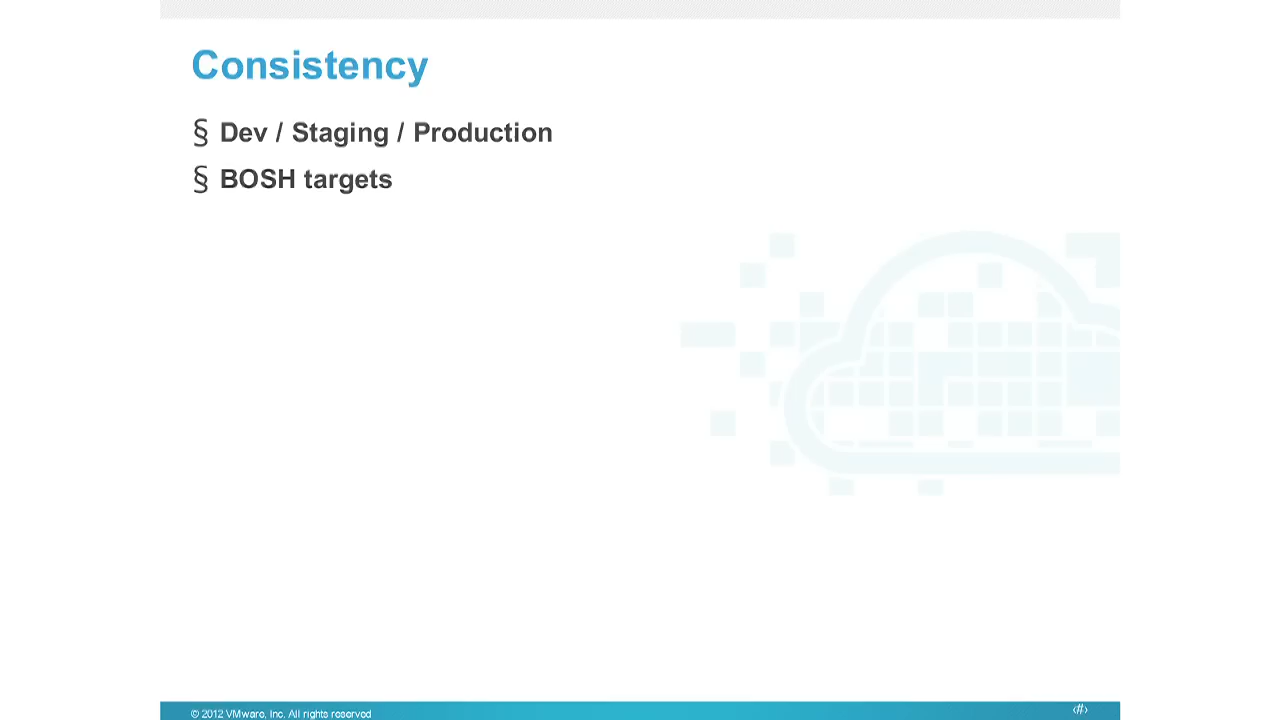 Consistency
§ Dev / Staging / Production
§ BOSH targets
© 2012 VMware, Inc. All rights reserved
‹#›